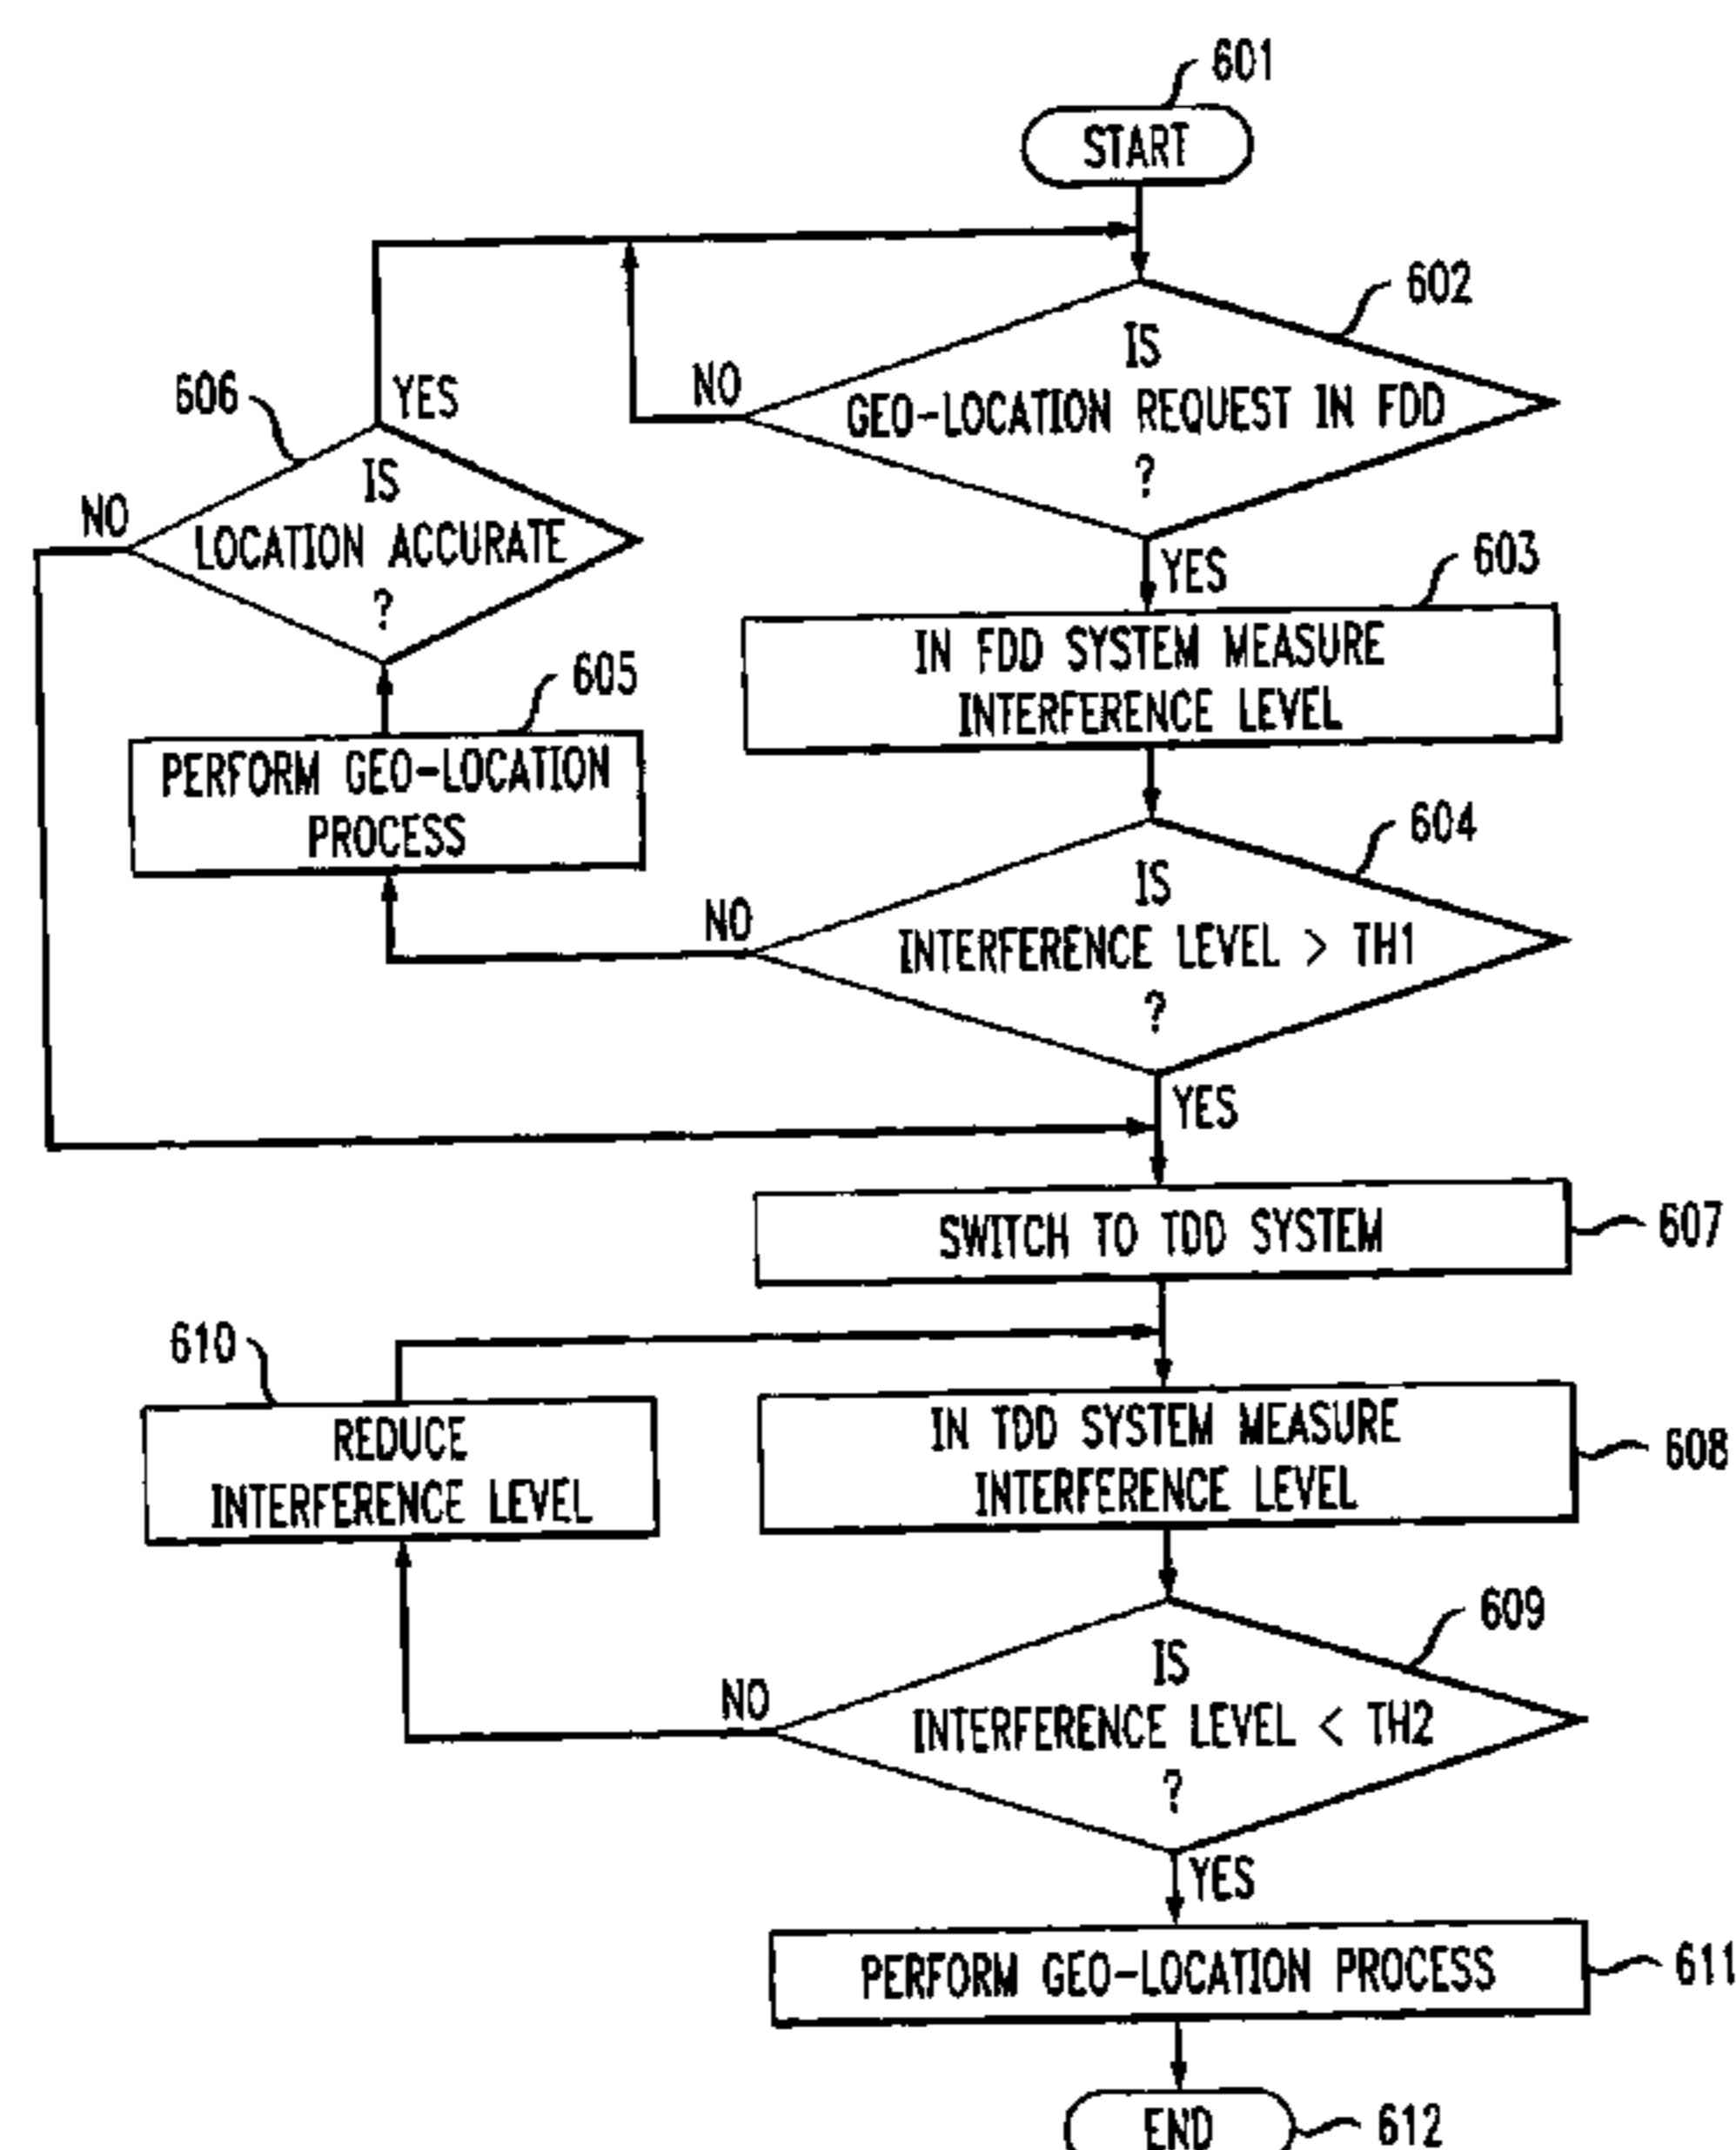 601
START
602
IS
GEO-LOCATION REQUEST IN FDD
?
NO
YES
606
YES
IS
LOCATION ACCURATE
?
NO
603
IN FDD SYSTEM MEASURE
INTERFERENCE LEVEL
605
PERFORM GEO-LOCATION
PROCESS
604
IS
INTERFERENCE LEVEL > TH1
?
NO
YES
SWITCH TO TDD SYSTEM
607
610
REDUCE
INTERFERENCE LEVEL
IN TDD SYSTEM MEASURE
INTERFERENCE LEVEL
608
609
IS
INTERFERENCE LEVEL < TH2
?
NO
YES
PERFORM GEO-LOCATION PROCESS
611
END
612